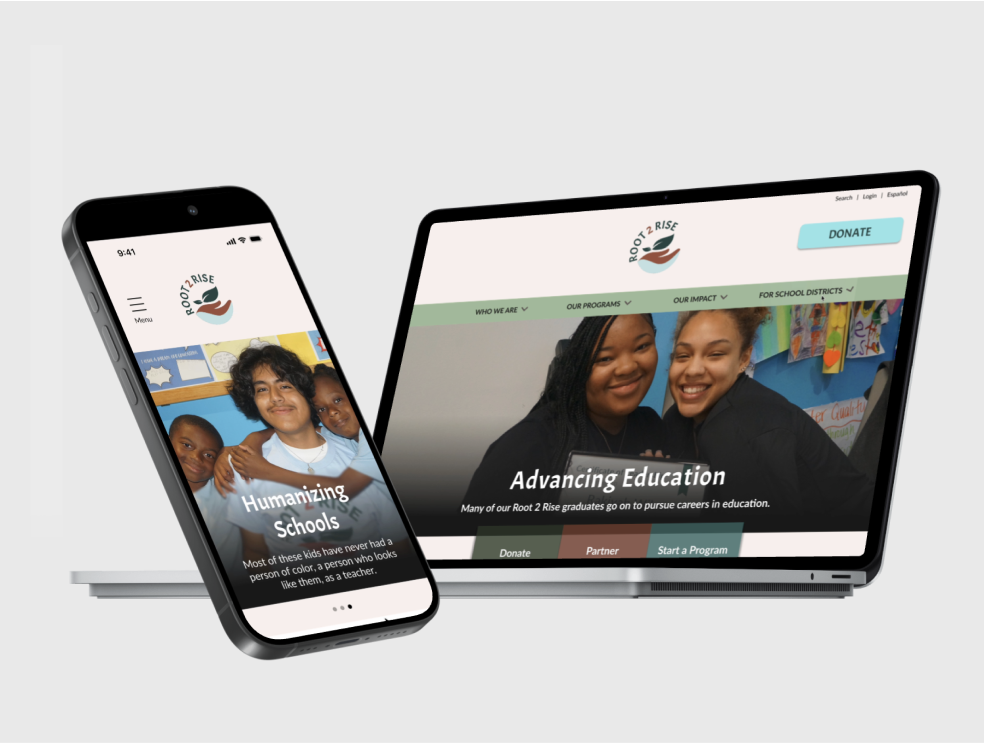 9:41
ROOT 2 RISE
Menu
Humanizing
Schools
Most of these kids have never had a
person of color, a person who looks
like them, as a teacher.
Search | Login | Español
ROOT 2 RISE
DONATE
WHO WE ARE
OUR PROGRAMS
OUR IMPACT
FOR SCHOOL DISTRICTS
Advancing Education
Many of our Root 2 Rise graduates go on to pursue careers in education.
Donate
Partner
Start a Program